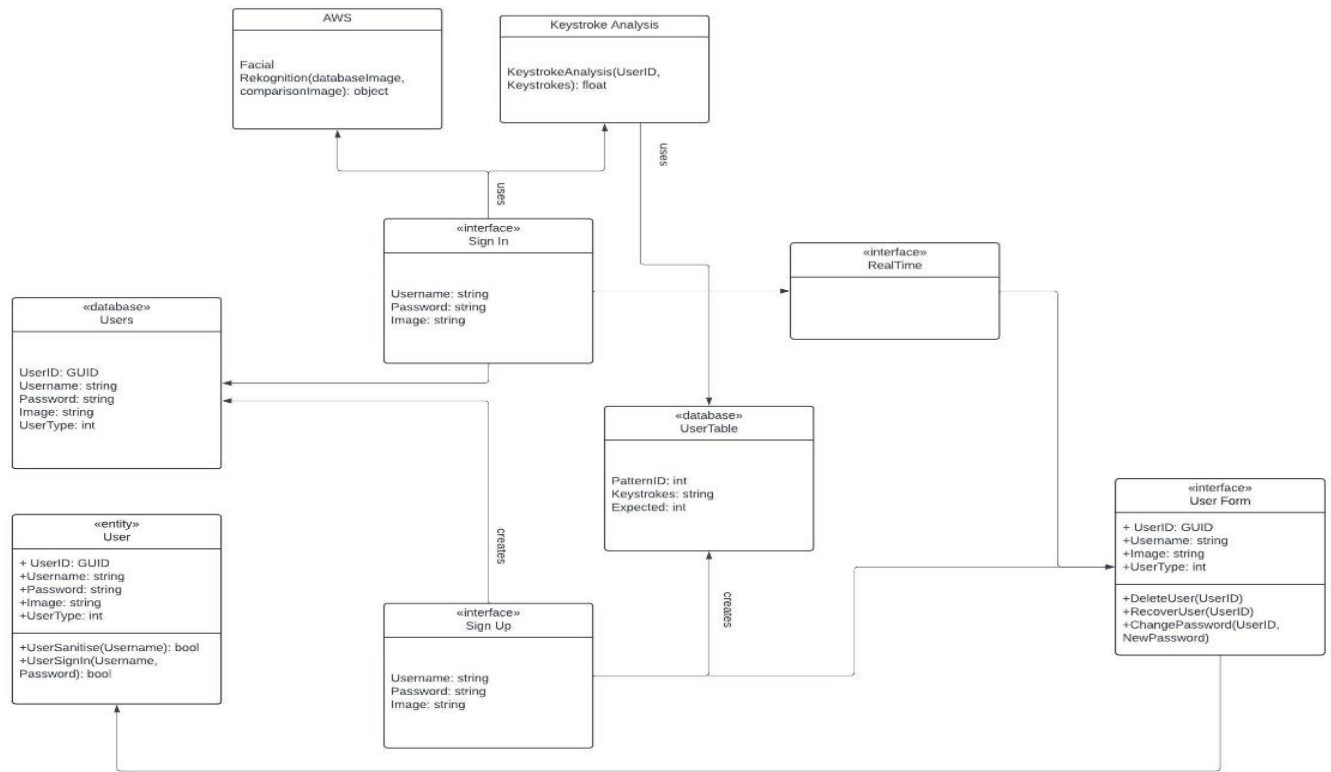 AWS
Facial
Rekognition(databaseImage,
comparisonImage): object
Keystroke Analysis
KeystrokeAnalysis(UserID,
Keystrokes): float
uses
uses
«interface»
Sign In
Username: string
Password: string
Image: string
«interface»
RealTime
«database»
Users
UserID: GUID
Username: string
Password: string
Image: string
UserType: int
«database»
UserTable
PatternID: int
Keystrokes: string
Expected: int
«interface»
User Form
+ UserID: GUID
+Username: string
+Image: string
+UserType: int
+DeleteUser(UserID)
+RecoverUser(UserID)
+ChangePassword(UserID,
NewPassword)
«entity»
User
+ UserID: GUID
+Username: string
+Password: string
+Image: string
+UserType: int
+UserSanitise(Username): bool
+UserSignIn(Username,
Password): bool
creates
creates
«interface»
Sign Up
Username: string
Password: string
Image: string